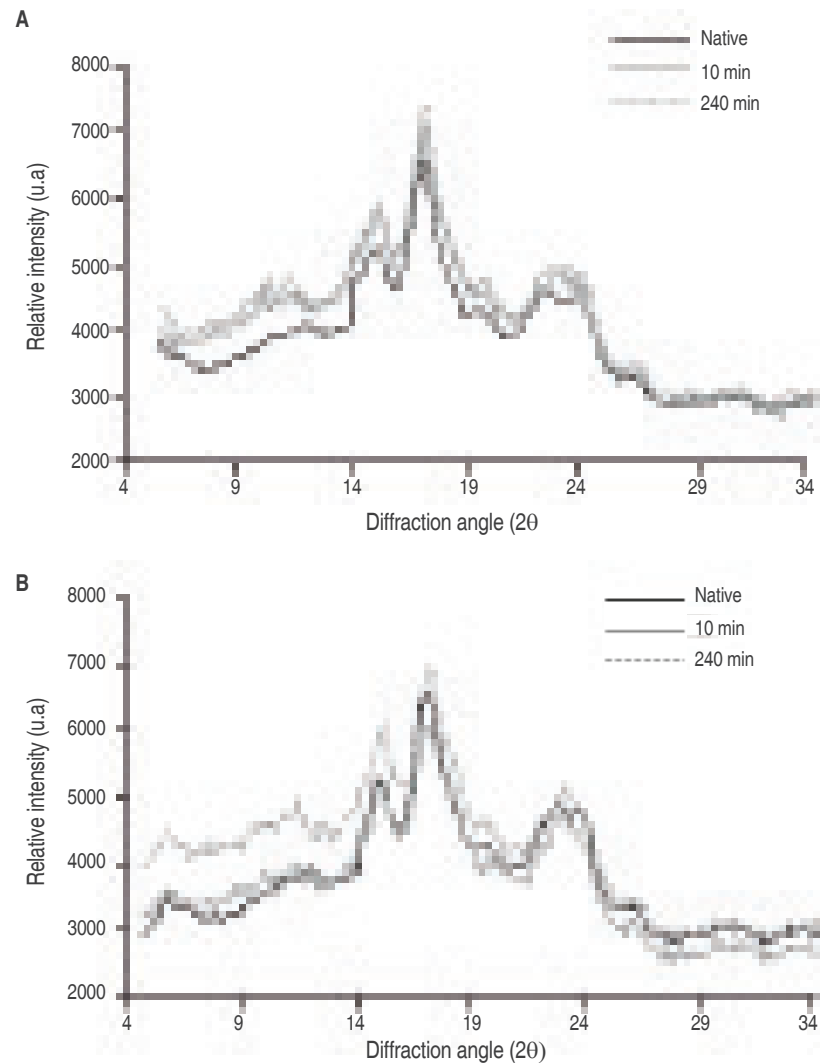 A
Native
10 min
240 min
8000
7000
6000
5000
4000
3000
2000
Relative intensity (u.a)
4 9 14 19 24 29 34
Diffraction angle (2θ
B
Native
10 min
240 min
8000
7000
6000
5000
4000
3000
2000
Relative intensity (u.a)
4 9 14 19 24 29 34
Diffraction angle (2θ)